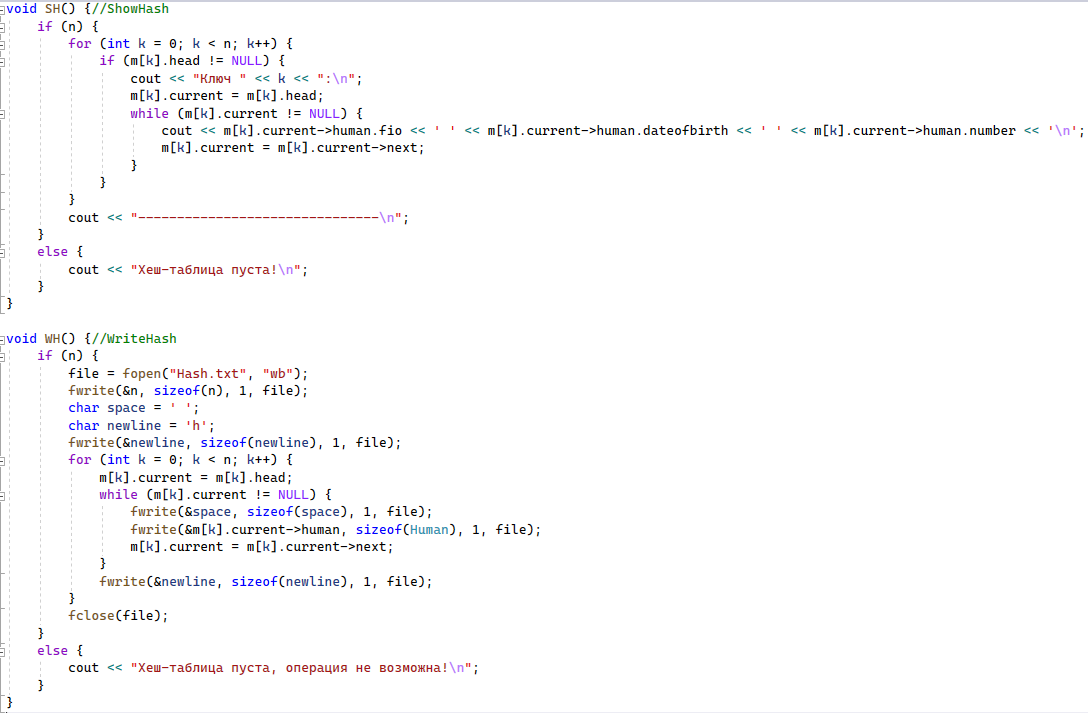 void SH() {//ShowHash
    if (n) {
        for (int k = 0; k < n; k++) {
            if (m[k].head != NULL) {
                cout << "Ключ " << k << ":\n";
                m[k].current = m[k].head;
                while (m[k].current != NULL) {
                    cout << m[k].current->human.fio << ' ' << m[k].current->human.dateofbirth << ' ' << m[k].current->human.number << '\n';
                    m[k].current = m[k].current->next;
                }
            }
        }
        cout << "-------------------------------\n";
    }
    else {
        cout << "Хеш-таблица пуста!\n";
    }
}

void WH() {//WriteHash
    if (n) {
        file = fopen("Hash.txt", "wb");
        fwrite(&n, sizeof(n), 1, file);
        char space = ' ';
        char newline = 'h';
        fwrite(&newline, sizeof(newline), 1, file);
        for (int k = 0; k < n; k++) {
            m[k].current = m[k].head;
            while (m[k].current != NULL) {
                fwrite(&space, sizeof(space), 1, file);
                fwrite(&m[k].current->human, sizeof(Human), 1, file);
                m[k].current = m[k].current->next;
            }
            fwrite(&newline, sizeof(newline), 1, file);
        }
        fclose(file);
    }
    else {
        cout << "Хеш-таблица пуста, операция не возможна!\n";
    }
}